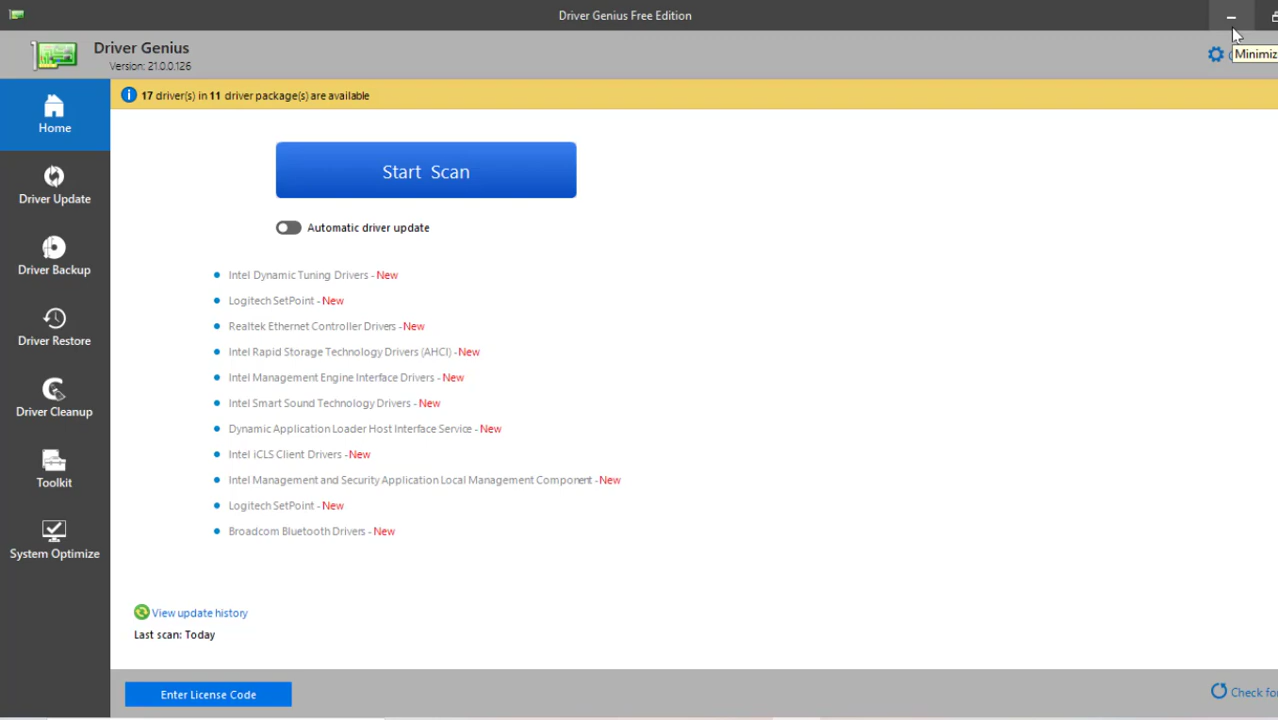 Driver Genius Free Edition
Driver Genius
Version: 21.0.0.126
Minimiz
17 driver(s) in 11 driver package(s) are available
Home
Start Scan
Driver Update
Automatic driver update
Driver Backup
Intel Dynamic Tuning Drivers - New
Logitech SetPoint - New
Realtek Ethernet Controller Drivers - New
Driver Restore
Intel Rapid Storage Technology Drivers (AHCI) - New
Intel Management Engine Interface Drivers - New
Intel Smart Sound Technology Drivers - New
Driver Cleanup
Dynamic Application Loader Host Interface Service - New
Intel iCLS Client Drivers - New
Toolkit
Intel Management and Security Application Local Management Component - New
Logitech SetPoint - New
Broadcom Bluetooth Drivers - New
System Optimize
View update history
Last scan: Today
Enter License Code
Check for